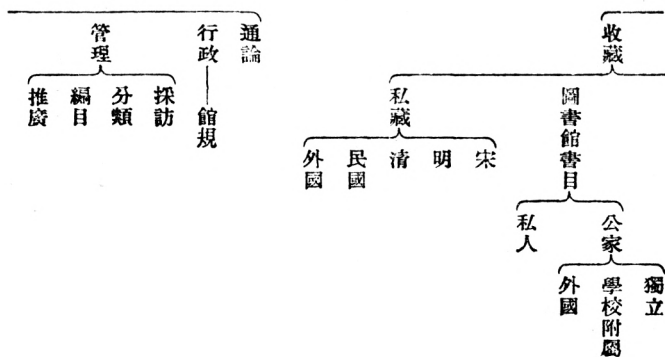 收藏
圖書館書目
公家
獨立
學校附屬
外國
私人
私藏
宋
明
清
民國
外國
通論
行政
館規
管理
採訪
分類
編目
推廣